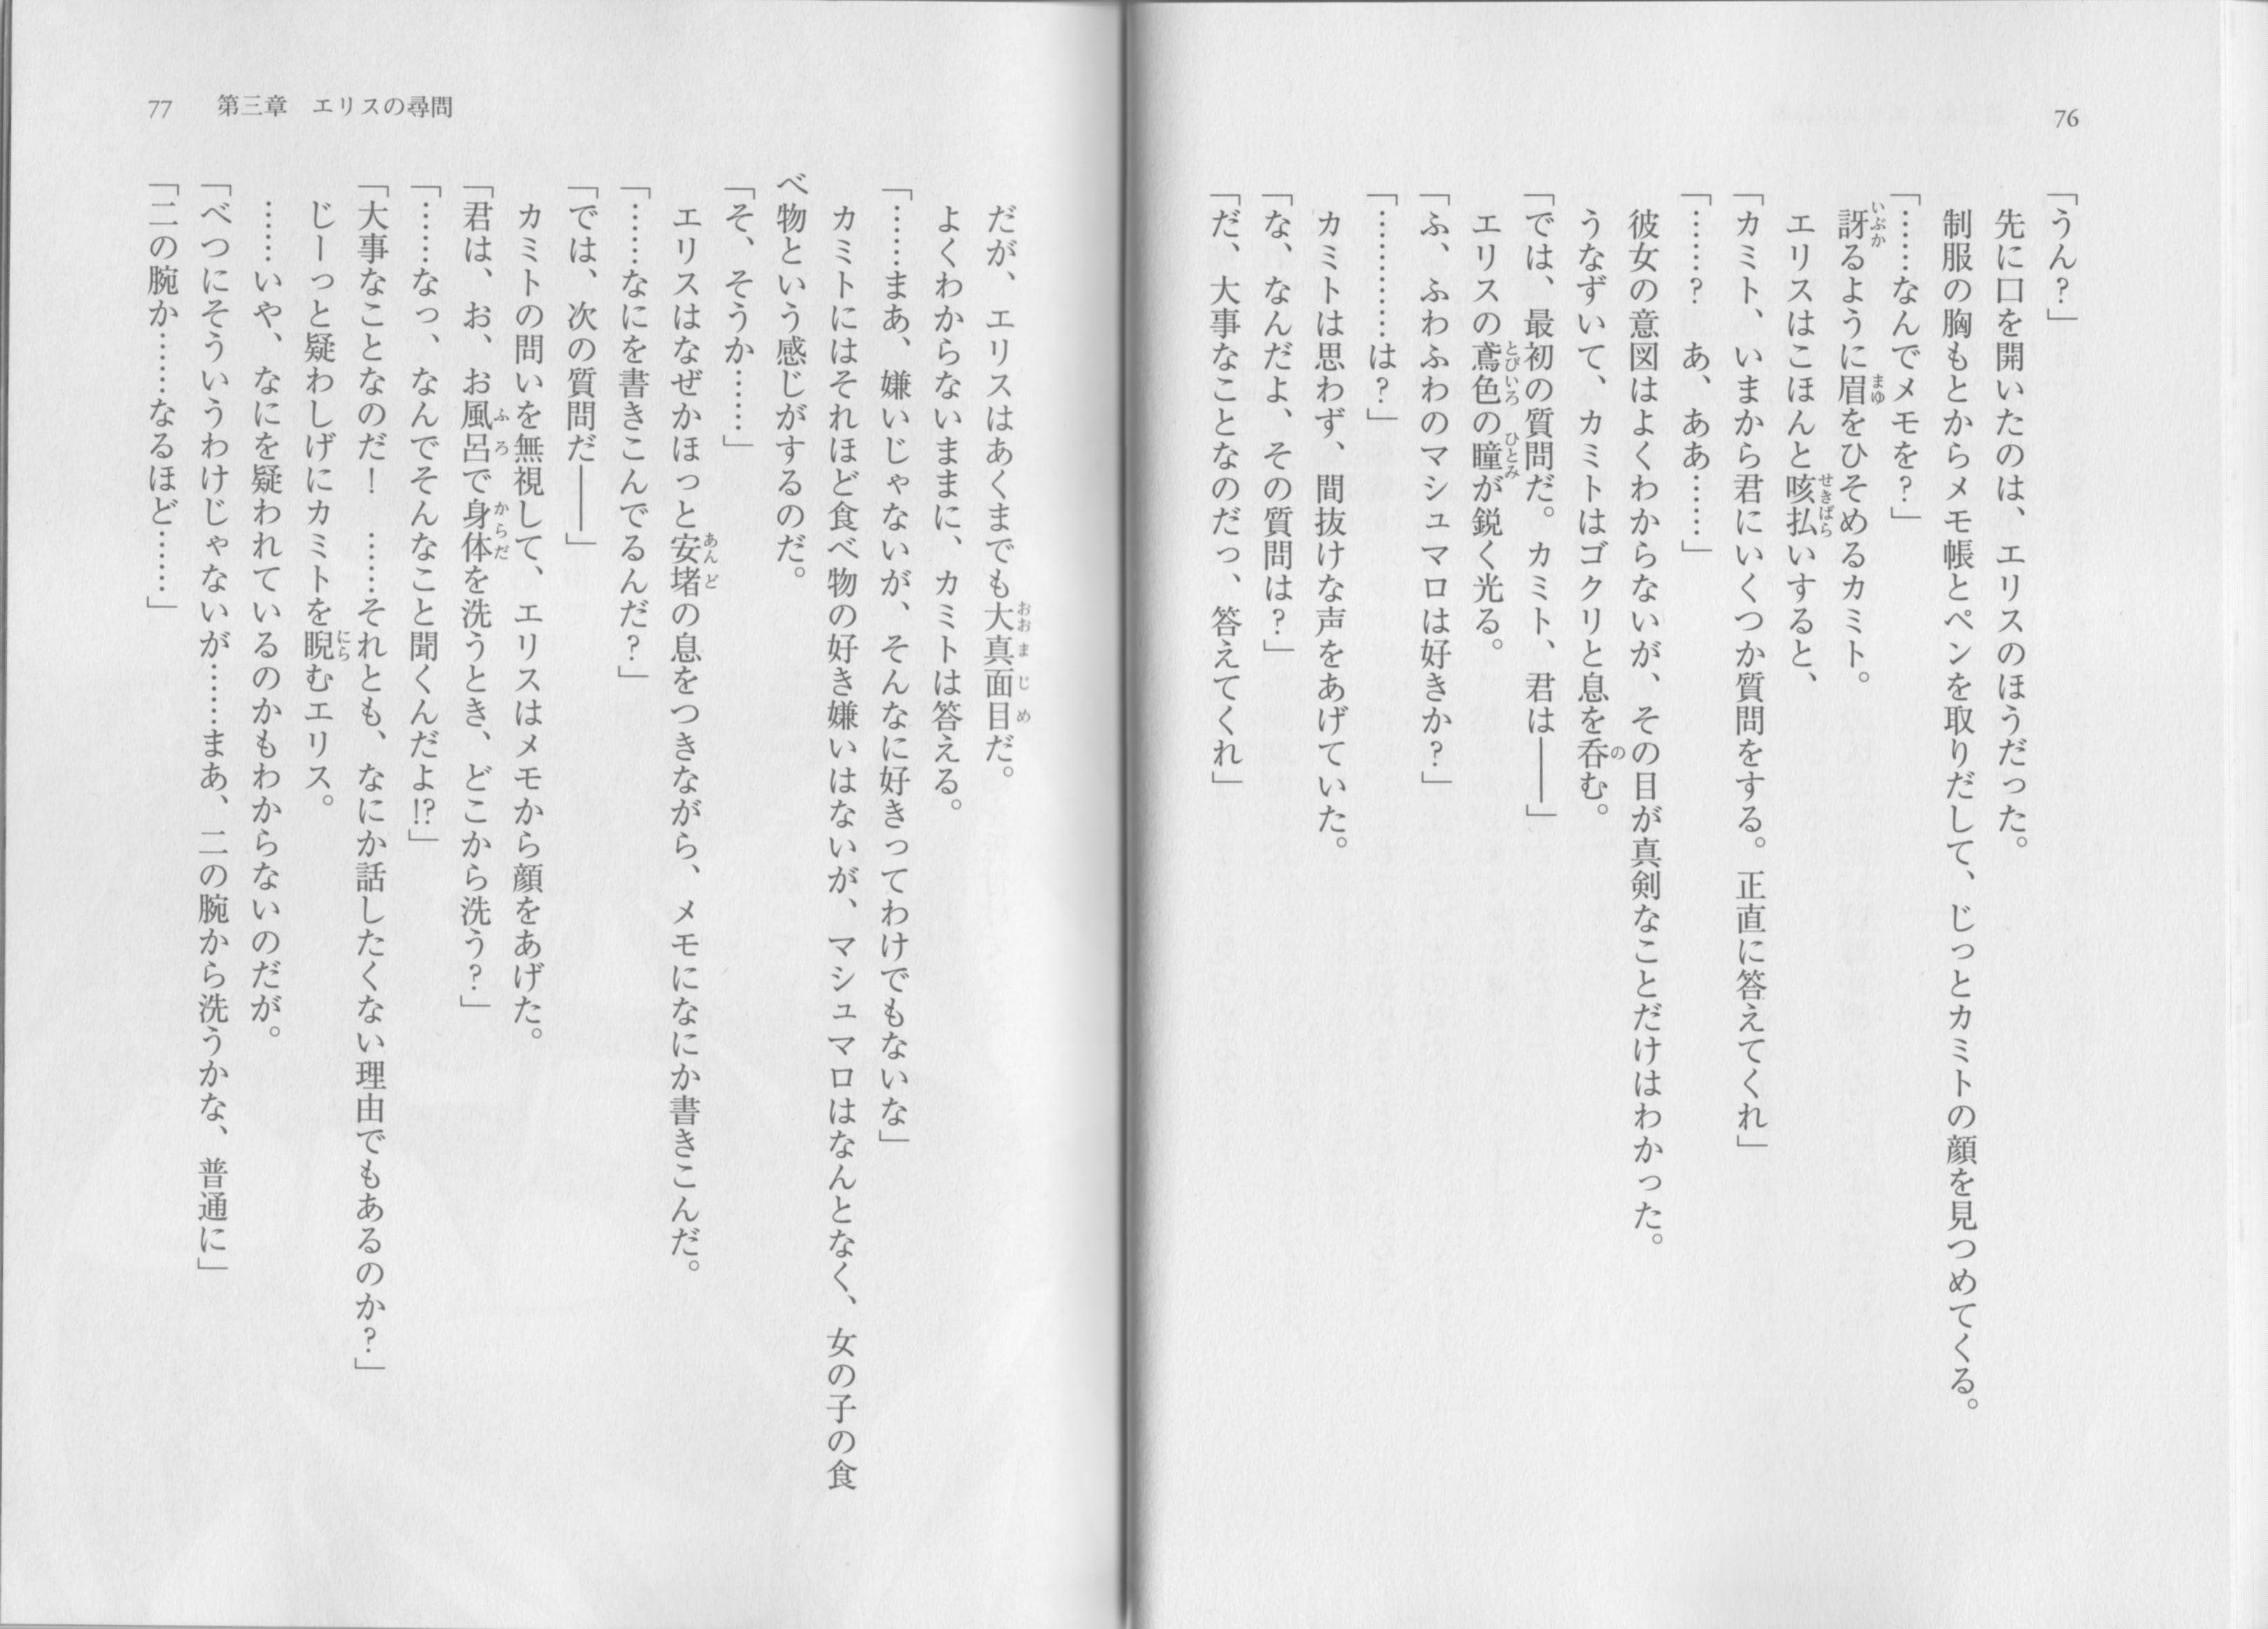 76
「うん？」
先に口を開いたのは、エリスのほうだった。
制服の胸もとからメモ帳とペンを取りだして、じっとカミトの顔を見つめてくる。
「……なんでメモを？」
訝るように眉をひそめるカミト。
エリスはこほんと咳払いすると、
「カミト、いまから君にいくつか質問をする。正直に答えてくれ」
「……？　あ、ああ……」
彼女の意図はよくわからないが、その目が真剣なことだけはわかった。
うなずいて、カミトはゴクリと息を呑む。
「では、最初の質問だ。カミト、君は――」
エリスの鳶色の瞳が鋭く光る。
「ふ、ふわふわのマシュマロは好きか？」
「…………は？」
カミトは思わず、間抜けな声をあげていた。
「な、なんだよ、その質問は？」
「だ、大事なことなのだっ、答えてくれ」
77　第三章　エリスの尋問
だが、エリスはあくまでも大真面目だ。
よくわからないままに、カミトは答える。
「……まあ、嫌いじゃないが、そんなに好きってわけでもないな」
カミトにはそれほど食べ物の好き嫌いはないが、マシュマロはなんとなく、女の子の食
べ物という感じがするのだ。
「そ、そうか……」
エリスはなぜかほっと安堵の息をつきながら、メモになにか書きこんだ。
「……なにを書きこんでるんだ？」
「では、次の質問だ――」
カミトの問いを無視して、エリスはメモから顔をあげた。
「君は、お、お風呂で身体を洗うとき、どこから洗う？」
「……なっ、なんでそんなこと聞くんだよ!?」
「大事なことなのだ！　……それとも、なにか話したくない理由でもあるのか？」
じーっと疑わしげにカミトを睨むエリス。
……いや、なにを疑われているのかもわからないのだが。
「べつにそういうわけじゃないが……まあ、二の腕から洗うかな、普通に」
「二の腕か……なるほど……」